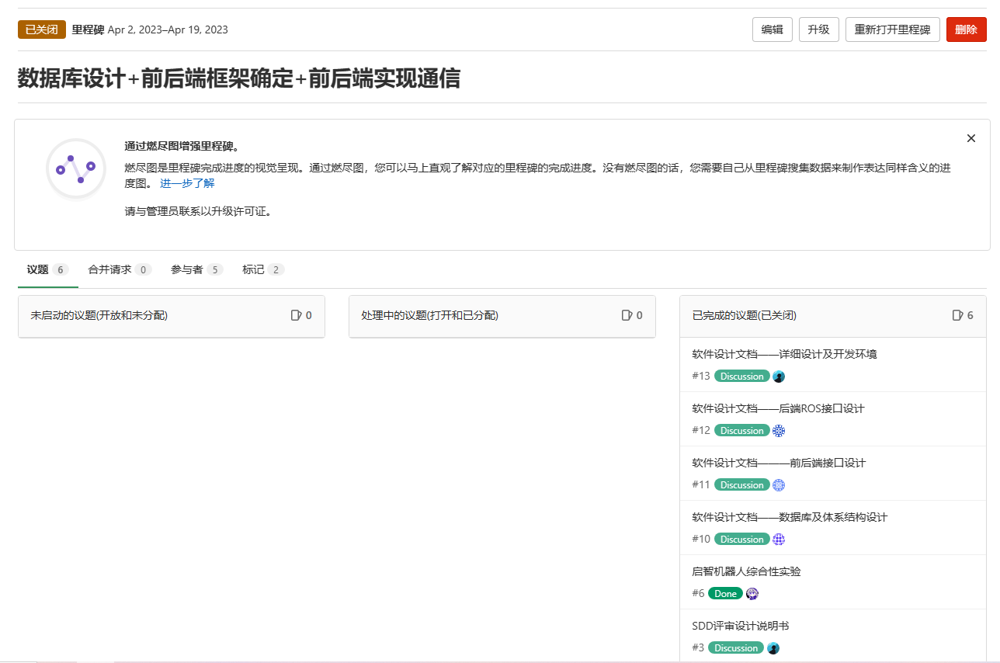 已关闭 里程碑 Apr 2, 2023–Apr 19, 2023 编辑 升级 重新打开里程碑 删除
数据库设计+前后端框架确定+前后端实现通信
通过燃尽图增强里程碑。
燃尽图是里程碑完成进度的视觉呈现。通过燃尽图，您可以马上直观了解对应的里程碑的完成进度。没有燃尽图的话，您需要自己从里程碑搜集数据来制作表达同样含义的进
度图。 进一步了解
请与管理员联系以升级许可证。
议题 6 合并请求 0 参与者 5 标记 2
未启动的议题(开放和未分配) 0
处理中的议题(打开和已分配) 0
已完成的议题(已关闭) 6
软件设计文档——详细设计及开发环境
#13 Discussion
软件设计文档——后端ROS接口设计
#12 Discussion
软件设计文档———前后端接口设计
#11 Discussion
软件设计文档——数据库及体系结构设计
#10 Discussion
启智机器人综合性实验
#6 Done
SDD评审设计说明书
#3 Discussion